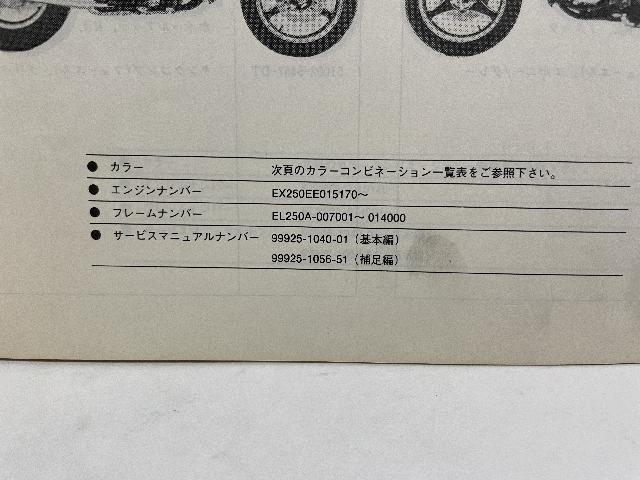 ● カラー 次頁のカラーコンビネーション一覧表をご参照下さい。
● エンジンナンバー EX250EE015170～
● フレームナンバー EL250A-007001～014000
● サービスマニュアルナンバー 99925-1040-01（基本編）
99925-1056-51（補足編）